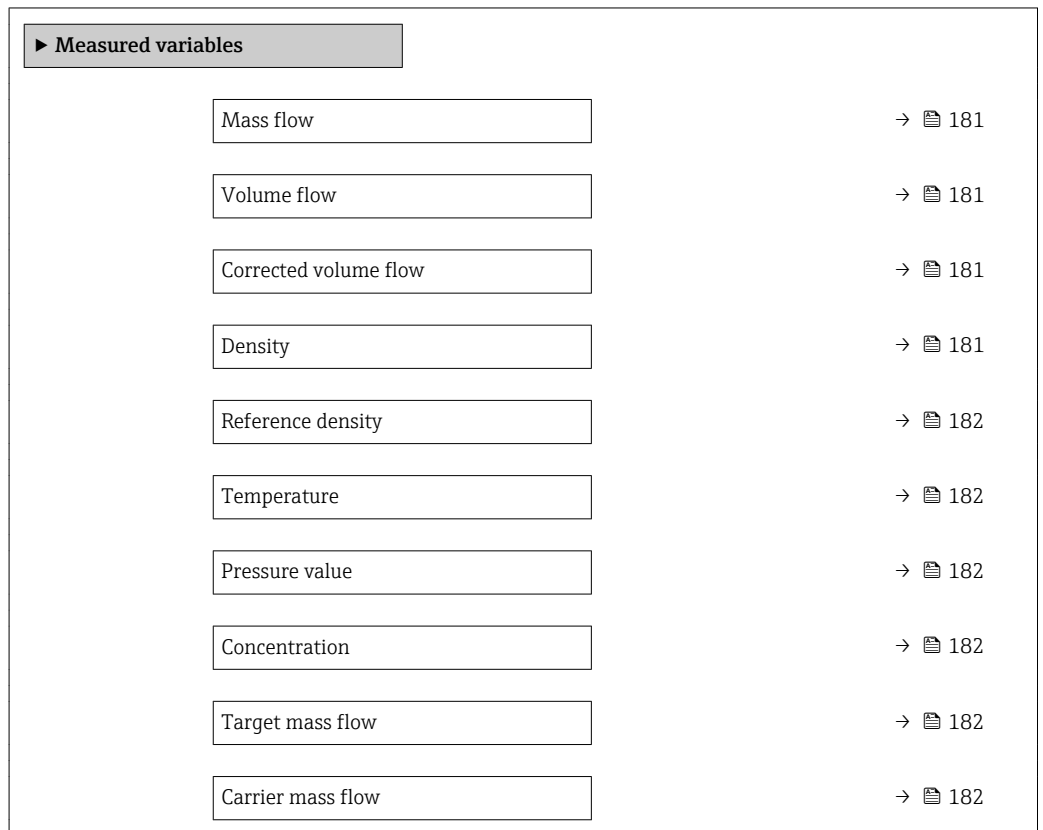 ▶ Measured variables
Mass flow → 181
Volume flow → 181
Corrected volume flow → 181
Density → 181
Reference density → 182
Temperature → 182
Pressure value → 182
Concentration → 182
Target mass flow → 182
Carrier mass flow → 182